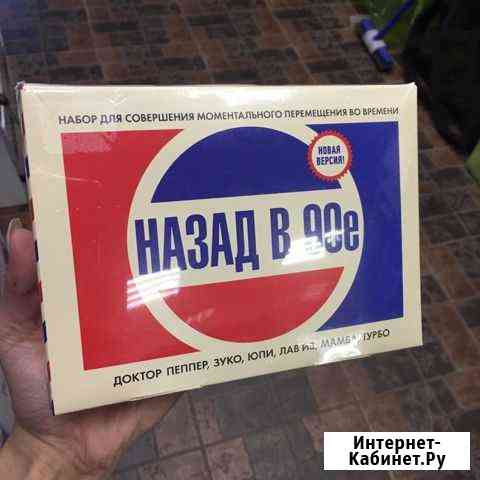 НАБОР ДЛЯ СОВЕРШЕНИЯ МОМЕНТАЛЬНОГО ПЕРЕМЕЩЕНИЯ ВО ВРЕМЕНИ
НОВАЯ
ВЕРСИЯ!
НАЗАД В 90е
ДОКТОР ПЕППЕР, ЗУКО, ЮПИ, ЛАВ ИЗ, МАМБА, ТУРБО
Интернет-
Кабинет.Ру